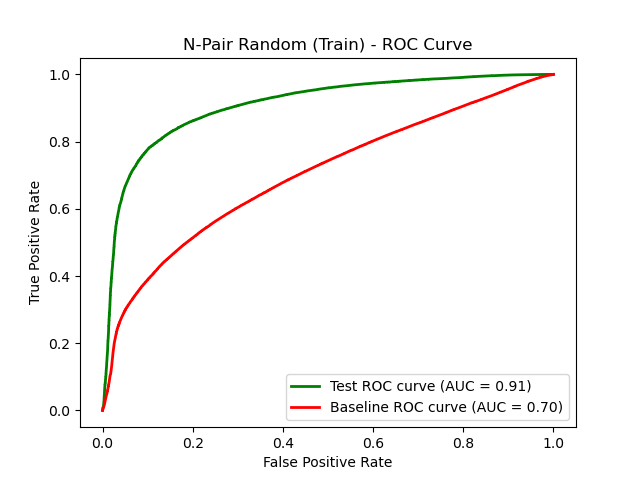 N-Pair Random (Train) - ROC Curve
True Positive Rate
1.0
0.8
0.6
0.4
0.2
0.0
Test ROC curve (AUC = 0.91)
Baseline ROC curve (AUC = 0.70)
0.0 0.2 0.4 0.6 0.8 1.0
False Positive Rate